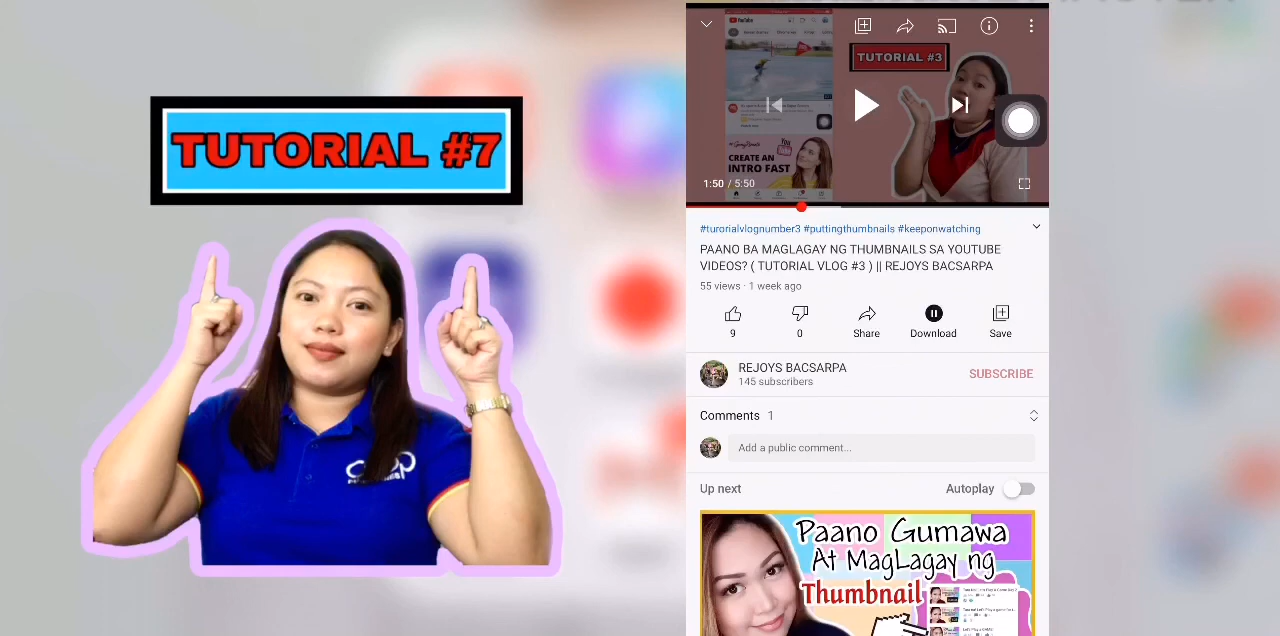 TUTORIAL #7
YouTube
TUTORIAL #3
CREATE AN
INTRO FAST
1:50 / 5:50
#turorialvlognumber3 #puttingthumbnails #keeponwatching
PAANO BA MAGLAGAY NG THUMBNAILS SA YOUTUBE
VIDEOS? ( TUTORIAL VLOG #3 ) || REJOYS BACSARPA
55 views · 1 week ago
9
0
Share
Download
Save
REJOYS BACSARPA
145 subscribers
SUBSCRIBE
Comments 1
Add a public comment...
Up next
Autoplay
Paano Gumawa
At MagLagay ng
Thumbnail